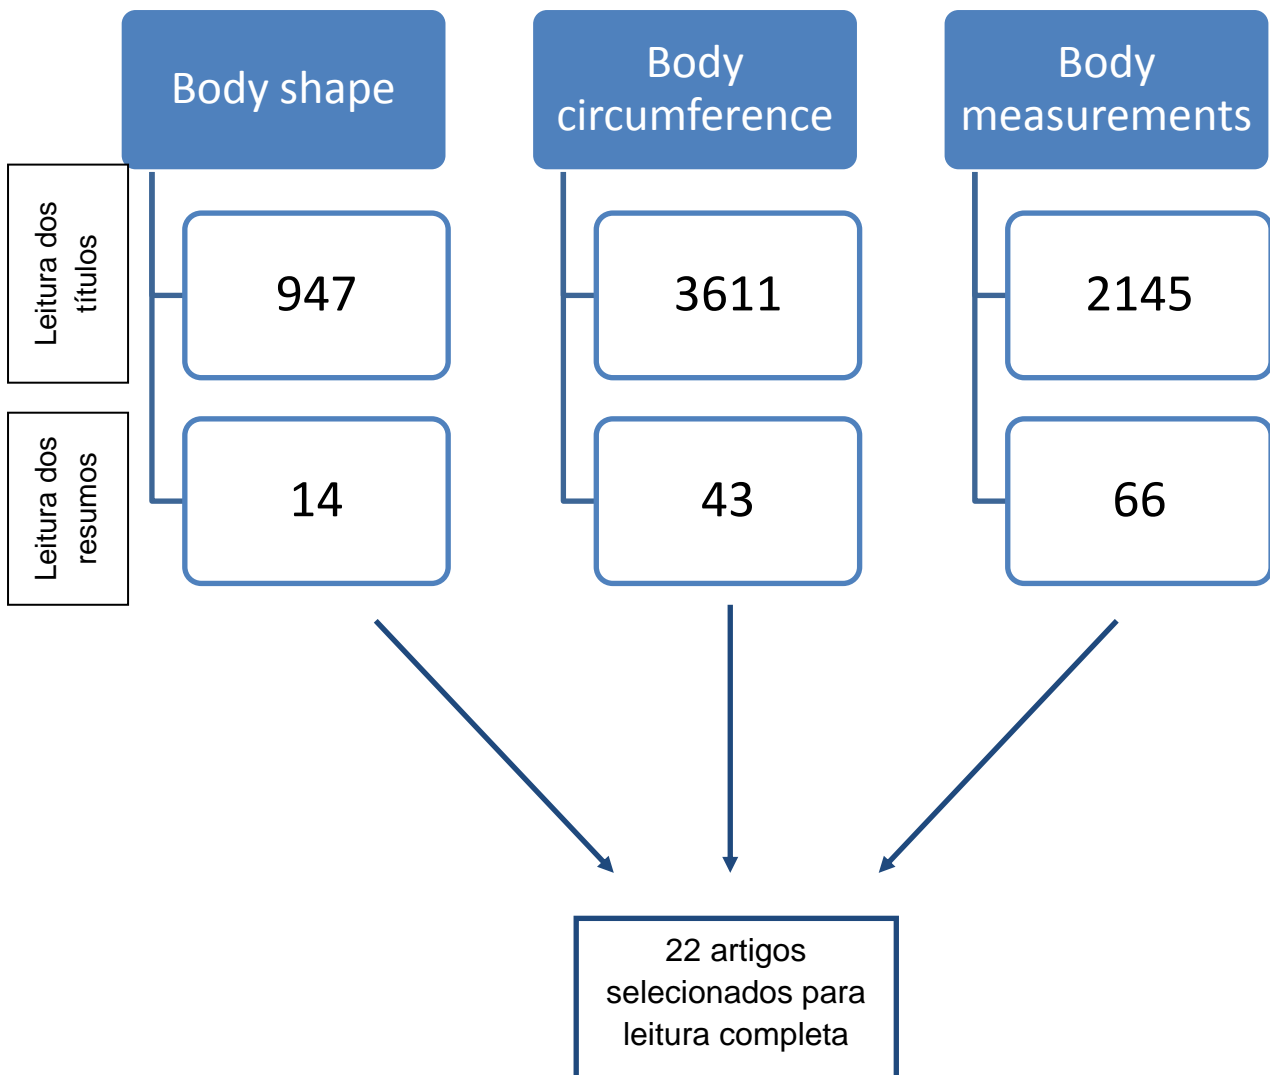 Body shape
Body
circumference
Body
measurements
Leitura dos
títulos
947
3611
2145
Leitura dos
resumos
14
43
66
22 artigos
selecionados para
leitura completa